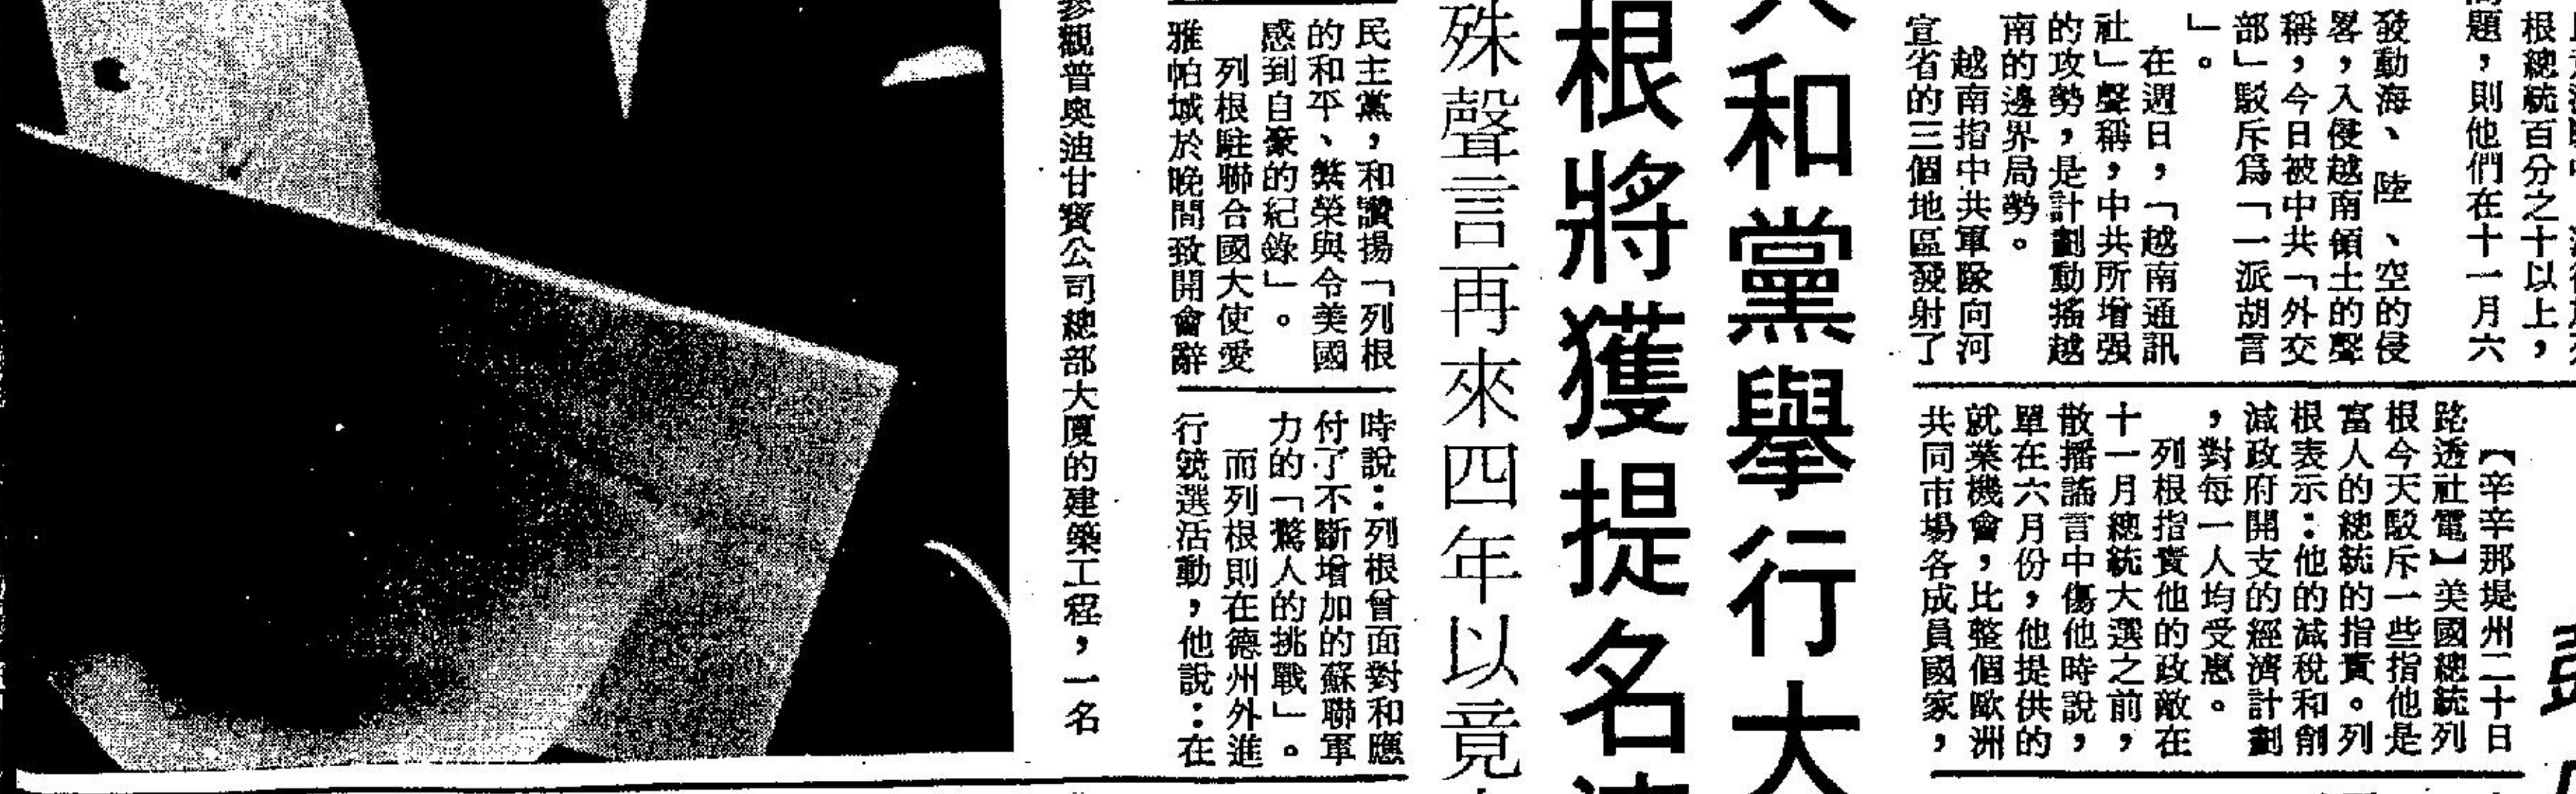 根總統百分之十以上，
題，則他們在十一月六
發動海、陸、空的侵
畧，入侵越南領土的聲
稱，今日被中共「外交
部」駁斥爲「一派胡言
」。
在週日，「越南通訊
社」聲稱，中共所增强
的攻勢，是計劃動搖越
南的邊界局勢。
越南指中共軍隊向河
宣省的三個地區發射了
【辛辛那堤州二十日
路透社電】美國總統列
根今天駁斥一些指他是
富人的總統的指責。列
根表示：他的減稅和削
減政府開支的經濟計劃
，對每一人均受惠。
列根指責他的政敵在
十一月總統大選之前，
散播謠言中傷他時說，
單在六月份，他提供的
就業機會，比整個歐洲
共同市場各成員國家，
共和黨舉行大
根將獲提名
殊聲言再來四年以竟
民主黨，和讚揚「列根
的和平、繁榮與令美國
感到自豪的紀錄」。
列根駐聯合國大使愛
雅帕城於晚間致開會辭
時說：列根曾面對和應
付了不斷增加的蘇聯軍
力的「驚人的挑戰」。
而列根則在德州外進
行競選活動，他說：在
參觀普奥迪甘寶公司總部大廈的建築工程，一名